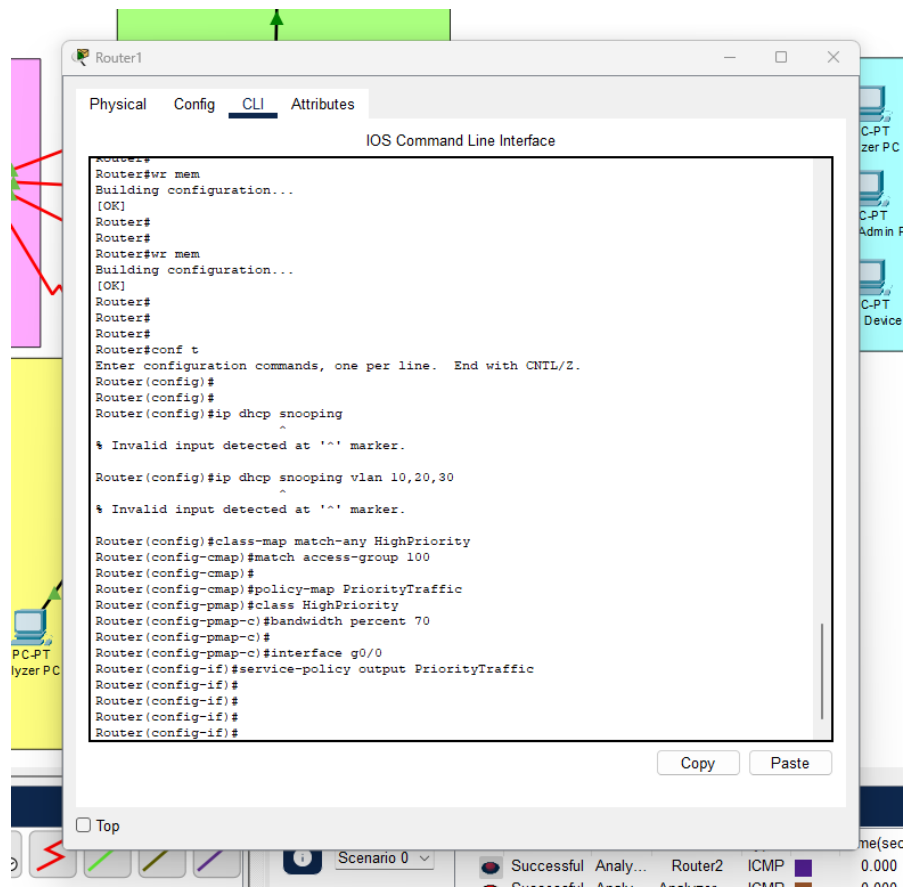 Router1
Physical Config CLI Attributes
IOS Command Line Interface
Router#
Router#wr mem
Building configuration...
[OK]
Router#
Router#
Router#wr mem
Building configuration...
[OK]
Router#
Router#
Router#
Router#conf t
Enter configuration commands, one per line.  End with CNTL/Z.
Router(config)#
Router(config)#
Router(config)#ip dhcp snooping
^
% Invalid input detected at '^' marker.
Router(config)#ip dhcp snooping vlan 10,20,30
^
% Invalid input detected at '^' marker.
Router(config)#class-map match-any HighPriority
Router(config-cmap)#match access-group 100
Router(config-cmap)#
Router(config-cmap)#policy-map PriorityTraffic
Router(config-pmap)#class HighPriority
Router(config-pmap-c)#bandwidth percent 70
Router(config-pmap-c)#
Router(config-pmap-c)#interface g0/0
Router(config-if)#service-policy output PriorityTraffic
Router(config-if)#
Router(config-if)#
Router(config-if)#
Router(config-if)#
Copy Paste
Top
C-PT
zer PC
C-PT
Admin P
C-PT
Device
PC-PT
lyzer PC
Scenario 0
me(sec
Successful Analy... Router2 ICMP 0.000